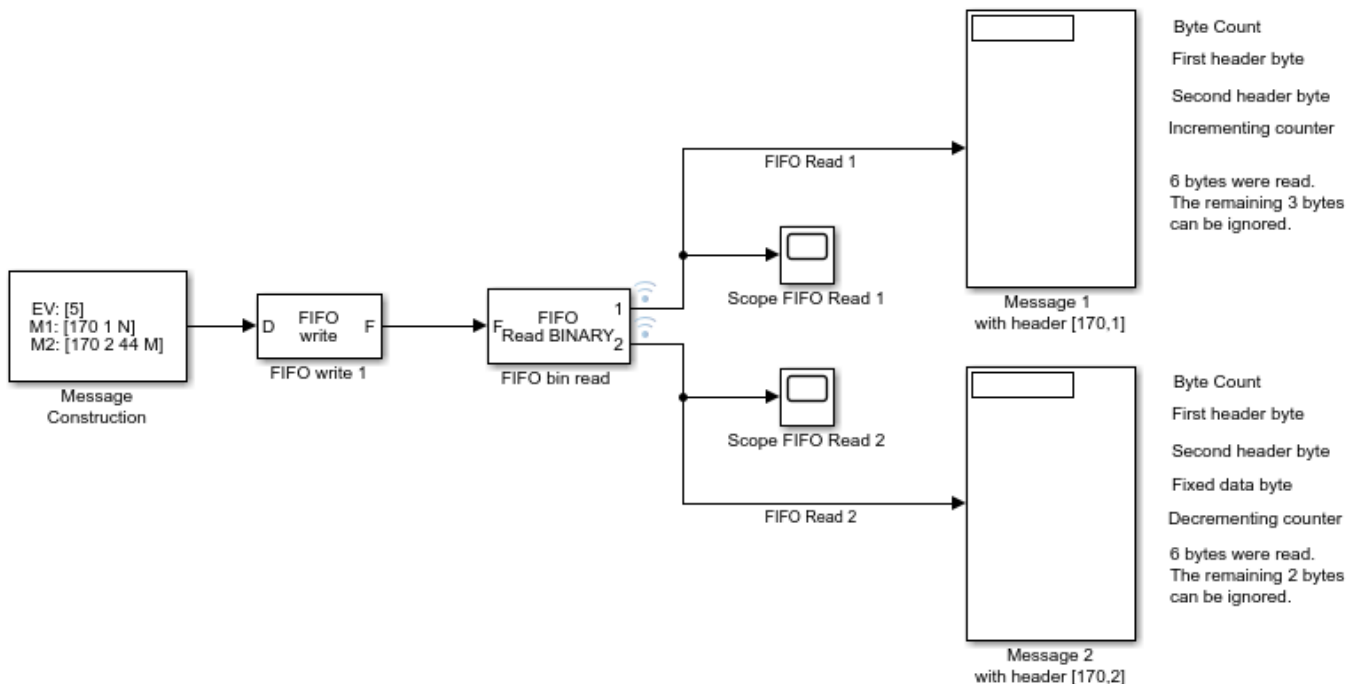 Byte Count
First header byte
Second header byte
Incrementing counter
FIFO Read 1
6 bytes were read.
The remaining 3 bytes
can be ignored.
EV: [5]
M1: [170 1 N]
M2: [170 2 44 M]
Message
Construction
D
FIFO
write
F
FIFO write 1
F
FIFO
Read BINARY
1
2
FIFO bin read
Scope FIFO Read 1
Message 1
with header [170,1]
Scope FIFO Read 2
FIFO Read 2
Byte Count
First header byte
Second header byte
Fixed data byte
Decrementing counter
6 bytes were read.
The remaining 2 bytes
can be ignored.
Message 2
with header [170,2]